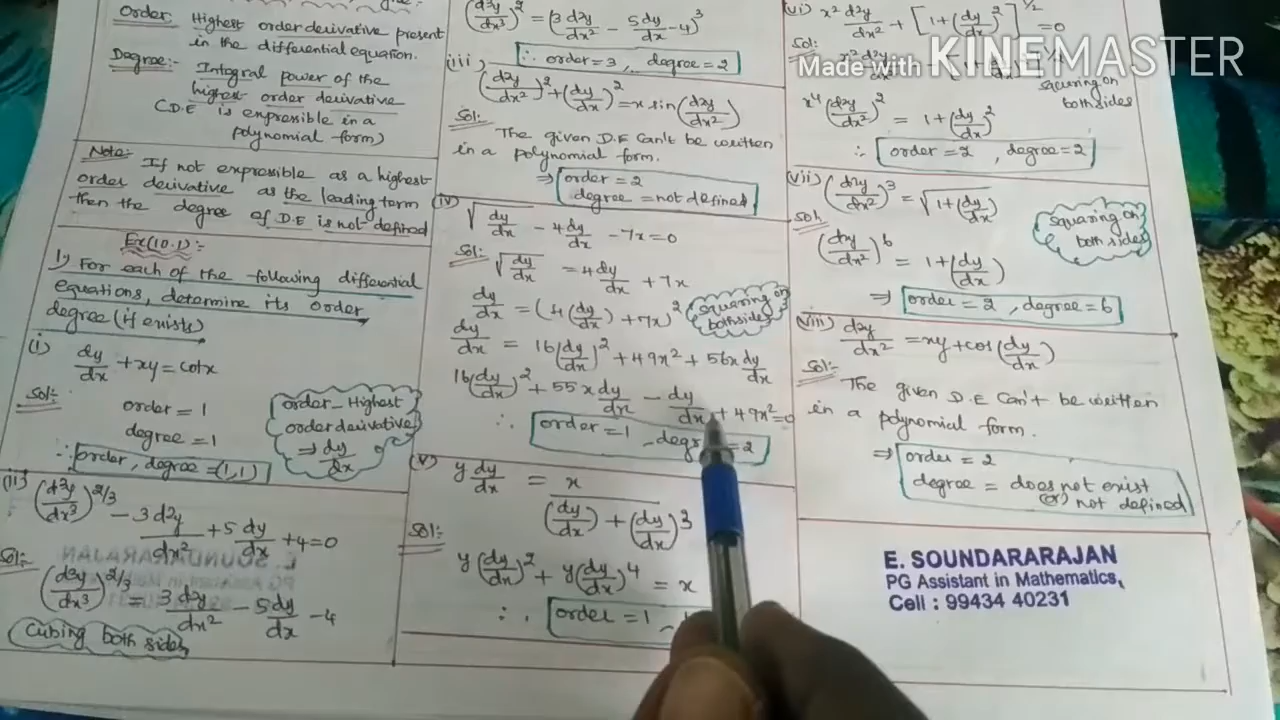 Order: Highest order derivative present
in the differential equation.
Degree:- Integral power of the
highest order derivative
(D.E is expressible in a
polynomial form)
Note:- If not expressible as a highest
order derivative as the leading term
then the degree of D.E is not defined
Ex(10.1):-
1) For each of the following differential
equations, determine its order,
degree (if exists)
(i) dy/dx + xy = cotx
Sol:
order = 1
degree = 1
∴ order, degree = (1,1)
order - Highest
order derivative
⇒ dy/dx
(ii) (d³y/dx³)^2/3 - 3 d²y/dx² + 5 dy/dx + 4 = 0
Sol:
(d³y/dx³)^2/3 = 3 d²y/dx² - 5 dy/dx - 4
Cubing both sides
(d³y/dx³)² = (3 d²y/dx² - 5 dy/dx - 4)³
∴ order = 3, degree = 2
(iii) (d²y/dx²)² + (dy/dx)² = x sin(d²y/dx²)
Sol:
The given D.E Can't be written
in a polynomial form.
⇒ order = 2
degree = not defined
(iv) √dy/dx - 4 dy/dx - 7x = 0
Sol:
√dy/dx = 4 dy/dx + 7x
dy/dx = (4(dy/dx) + 7x)²
squaring on
both sides
dy/dx = 16(dy/dx)² + 49x² + 56x dy/dx
16(dy/dx)² + 55x dy/dx - dy/dx + 49x² = 0
∴ order = 1, = 2
(v) y dy/dx = x / (dy/dx) + (dy/dx)³
Sol:
y(dy/dx)² + y(dy/dx)⁴ = x
∴ order = 1
(vi) x² d²y/dx² + [1 + (dy/dx)²]^1/2 = 0
Sol:
x² d²y
squaring on
both sides
x⁴(d²y/dx²)² = 1 + (dy/dx)²
∴ order = 2, degree = 2
(vii) (d²y/dx²)³ = √1 + (dy/dx)
Sol:
squaring on
both sides
(d²y/dx²)⁶ = 1 + (dy/dx)
⇒ order = 2, degree = 6
(viii) d²y/dx² = xy + cos(dy/dx)
Sol:
The given D.E Can't be written
in a polynomial form.
⇒ order = 2
degree = does not exist
(or) not defined
E. SOUNDARARAJAN
PG Assistant in Mathematics,
Cell : 99434 40231
Made with KINEMASTER